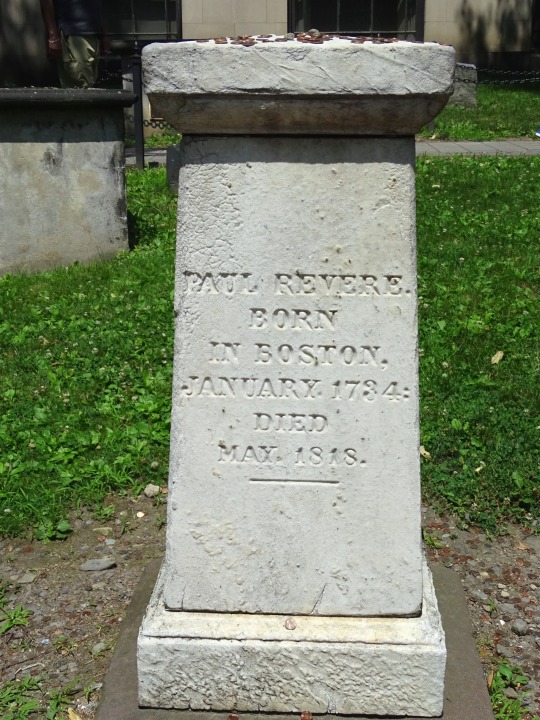 PAUL REVERE.
BORN
IN BOSTON,
JANUARY. 1734:
DIED
MAY. 1818.